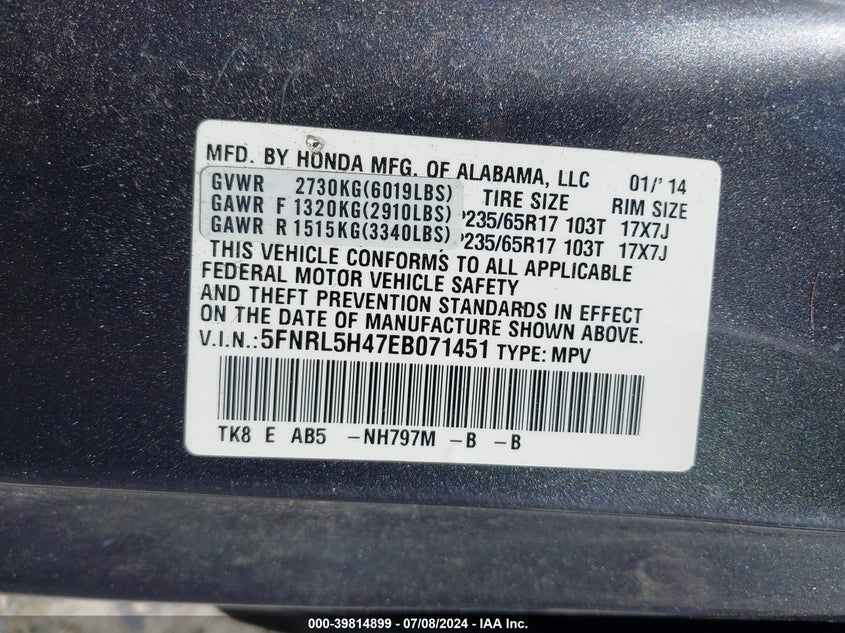 MFD. BY HONDA MFG. OF ALABAMA, LLC 01/' 14
GVWR 2730KG(6019LBS) TIRE SIZE RIM SIZE
GAWR F 1320KG(2910LBS) P235/65R17 103T 17X7J
GAWR R 1515KG(3340LBS) P235/65R17 103T 17X7J
THIS VEHICLE CONFORMS TO ALL APPLICABLE
FEDERAL MOTOR VEHICLE SAFETY
AND THEFT PREVENTION STANDARDS IN EFFECT
ON THE DATE OF MANUFACTURE SHOWN ABOVE.
V.I.N.:5FNRL5H47EB071451 TYPE: MPV
TK8 E AB5 -NH797M -B -B
000-39814899 / 07/08/2024 - IAA Inc.